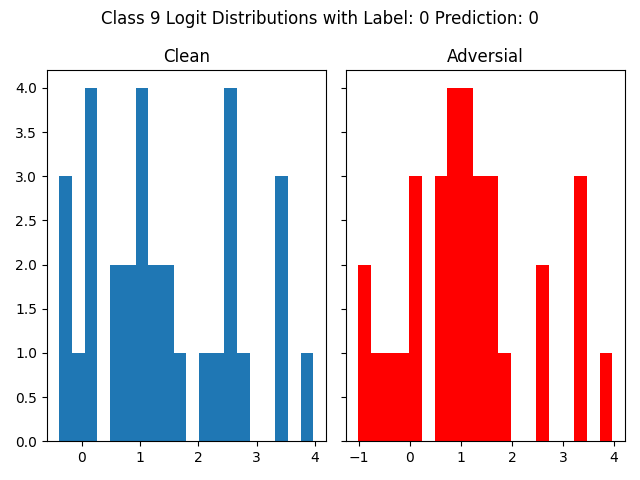 Class 9 Logit Distributions with Label: 0 Prediction: 0
Clean
Adversial
4.0
3.5
3.0
2.5
2.0
1.5
1.0
0.5
0.0
0 1 2 3 4
−1 0 1 2 3 4